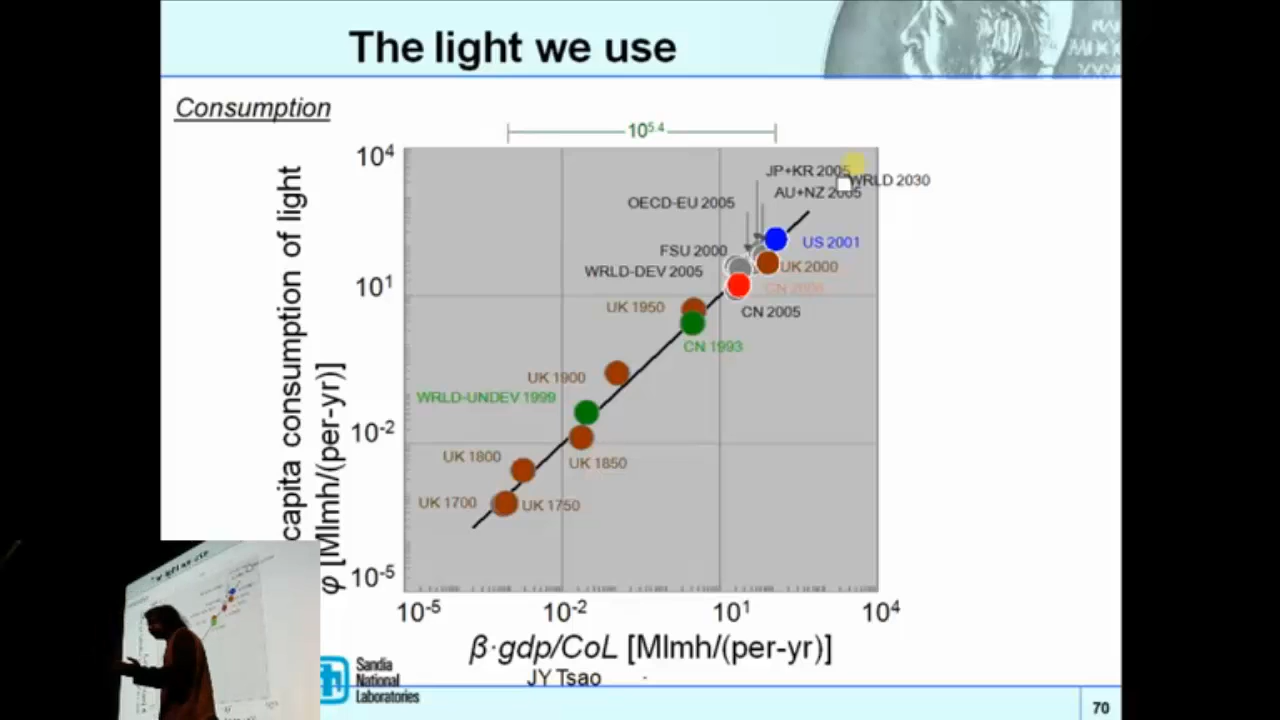 The light we use
Consumption
10^5.4
capita consumption of light
φ [Mlmh/(per-yr)]
10^4
10^1
10^-2
10^-5
JP+KR 2005
WRLD 2030
AU+NZ 2005
OECD-EU 2005
US 2001
FSU 2000
UK 2000
WRLD-DEV 2005
CN 2006
CN 2005
UK 1950
CN 1993
UK 1900
WRLD-UNDEV 1999
UK 1850
UK 1800
UK 1700
UK 1750
10^-5
10^-2
10^1
10^4
β·gdp/CoL [Mlmh/(per-yr)]
JY Tsao
Sandia
National
Laboratories
70